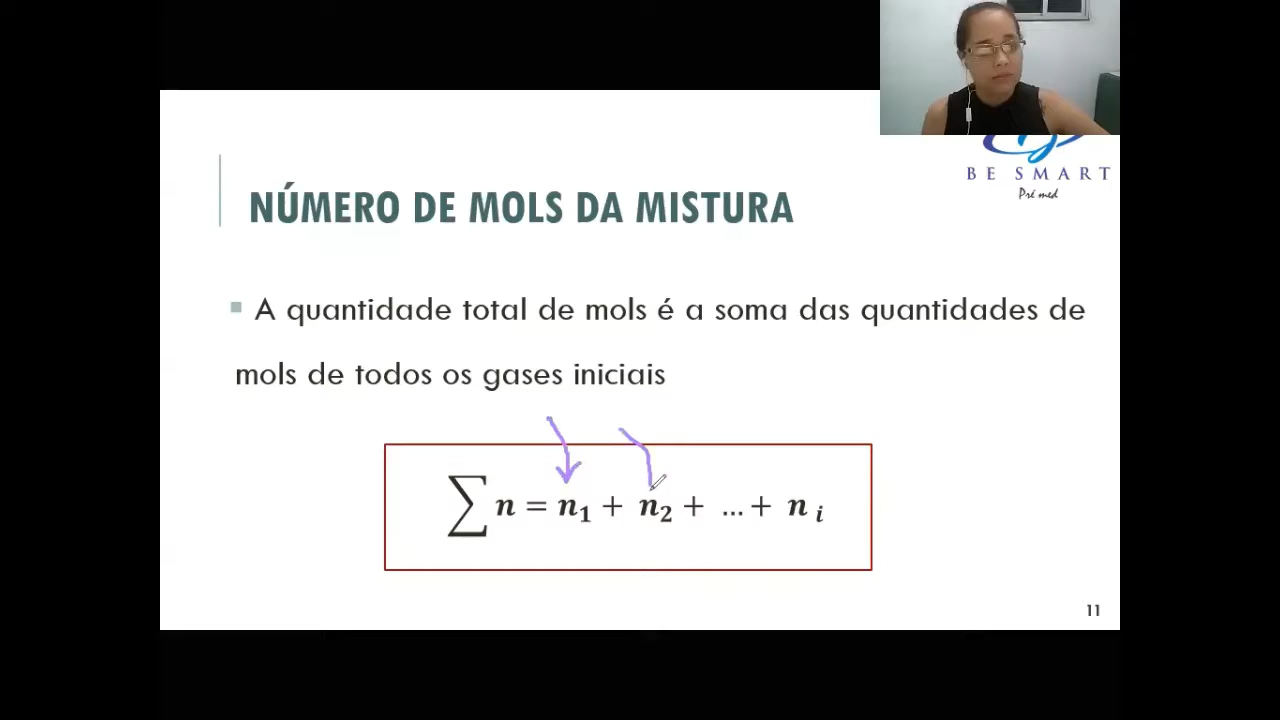 BE SMART
Pré med
NÚMERO DE MOLS DA MISTURA
A quantidade total de mols é a soma das quantidades de
mols de todos os gases iniciais
∑ n = n₁ + n₂ + ... + n ᵢ
11